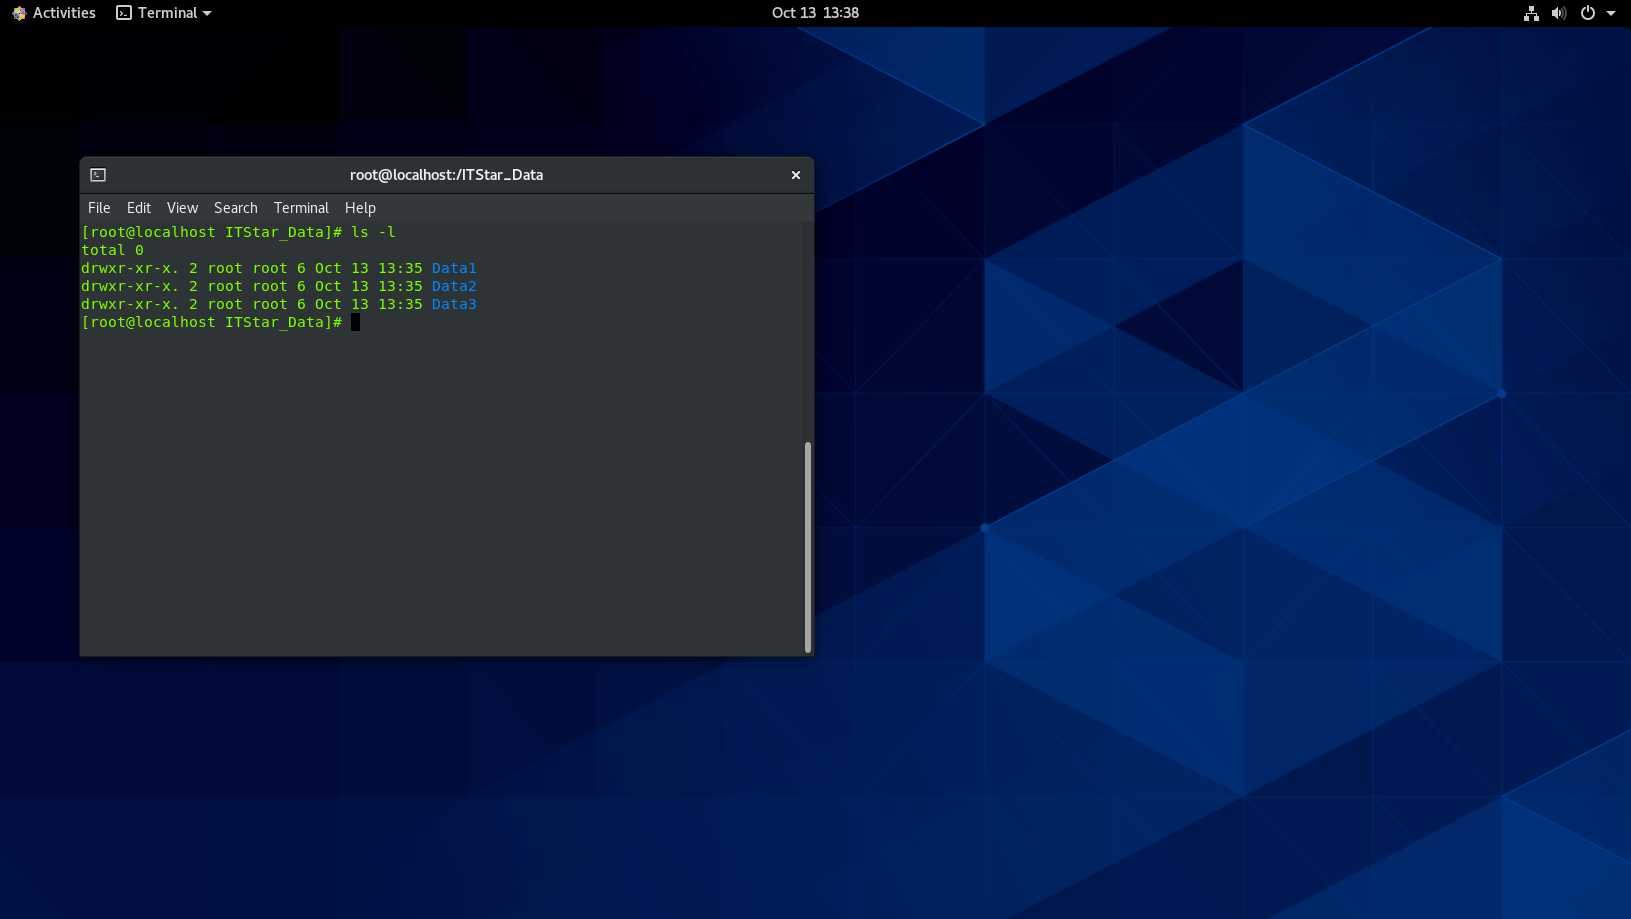 Activities Terminal Oct 13 13:38
root@localhost:/ITStar_Data
File Edit View Search Terminal Help
[root@localhost ITStar_Data]# ls -l
total 0
drwxr-xr-x. 2 root root 6 Oct 13 13:35 Data1
drwxr-xr-x. 2 root root 6 Oct 13 13:35 Data2
drwxr-xr-x. 2 root root 6 Oct 13 13:35 Data3
[root@localhost ITStar_Data]#